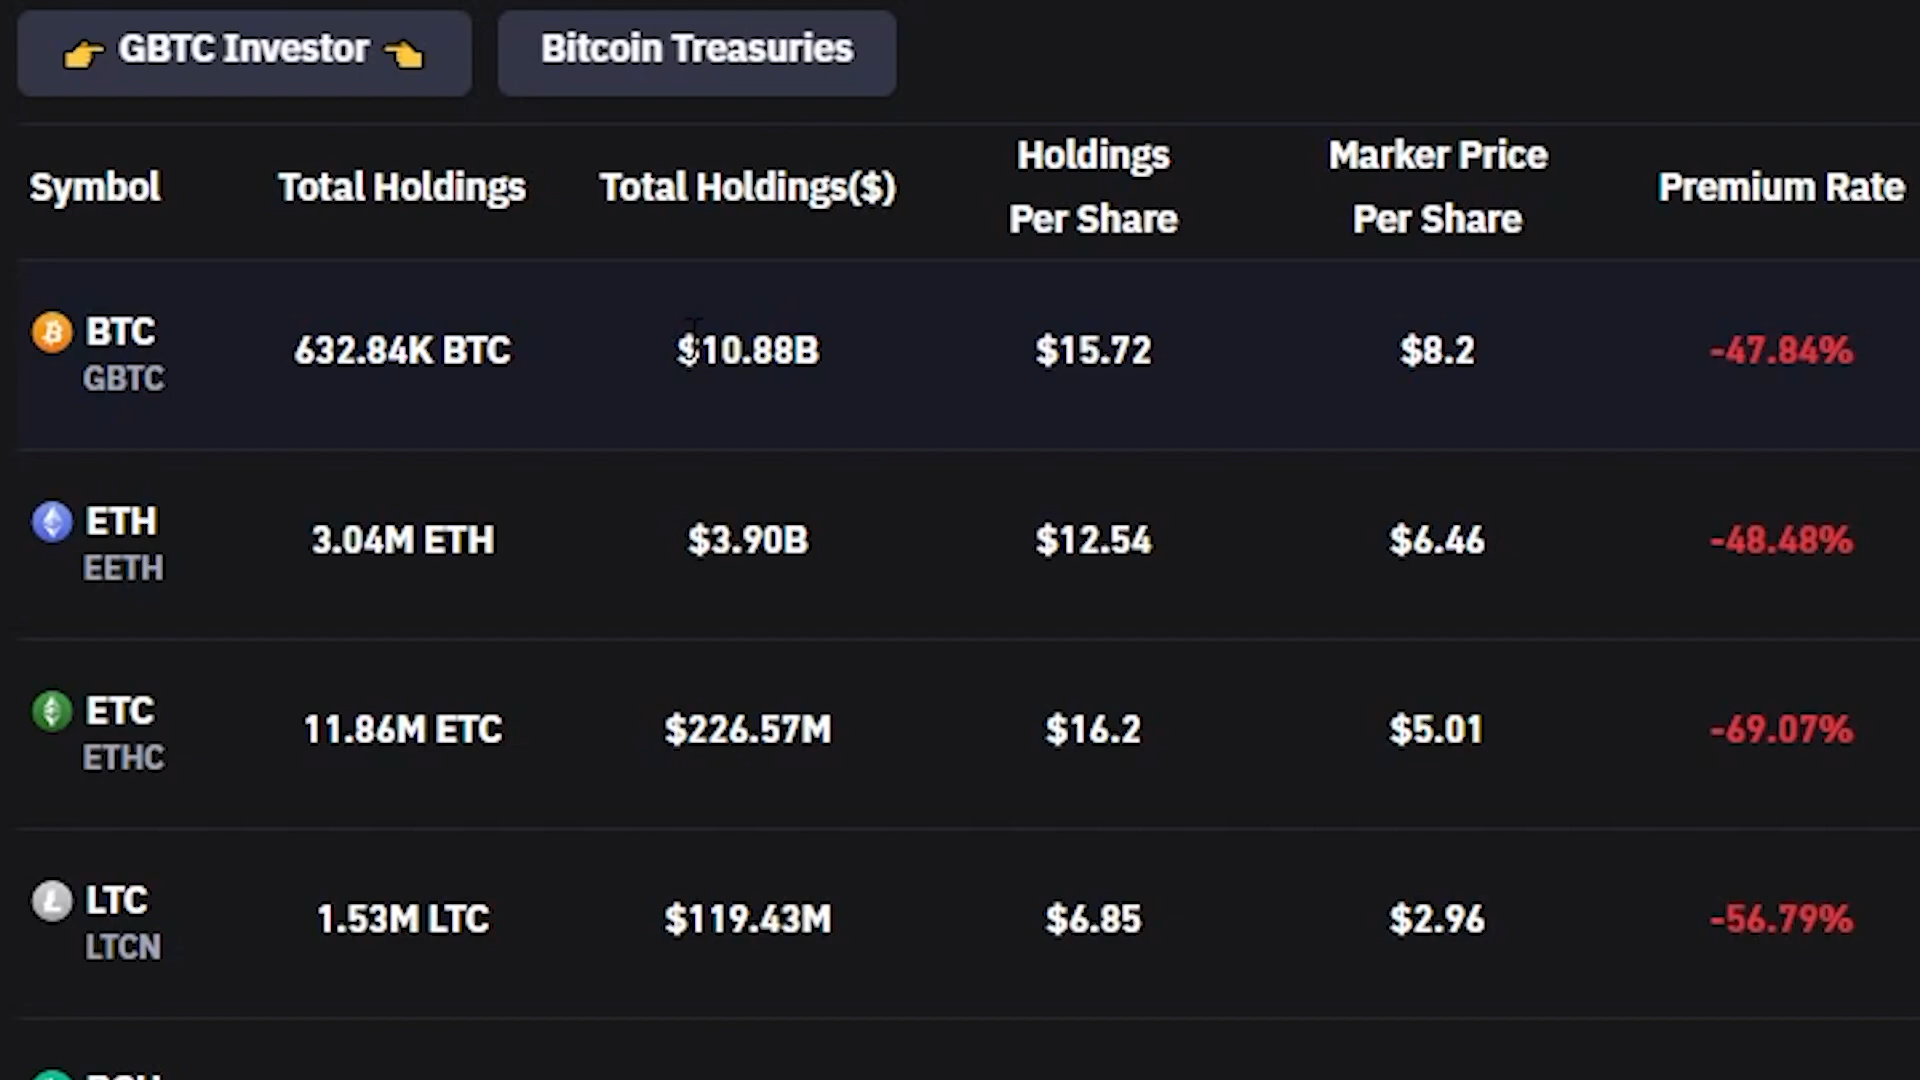 GBTC Investor
Bitcoin Treasuries
Symbol
Total Holdings
Total Holdings($)
Holdings
Per Share
Marker Price
Per Share
Premium Rate
BTC
GBTC
632.84K BTC
$10.88B
$15.72
$8.2
-47.84%
ETH
EETH
3.04M ETH
$3.90B
$12.54
$6.46
-48.48%
ETC
ETHC
11.86M ETC
$226.57M
$16.2
$5.01
-69.07%
LTC
LTCN
1.53M LTC
$119.43M
$6.85
$2.96
-56.79%